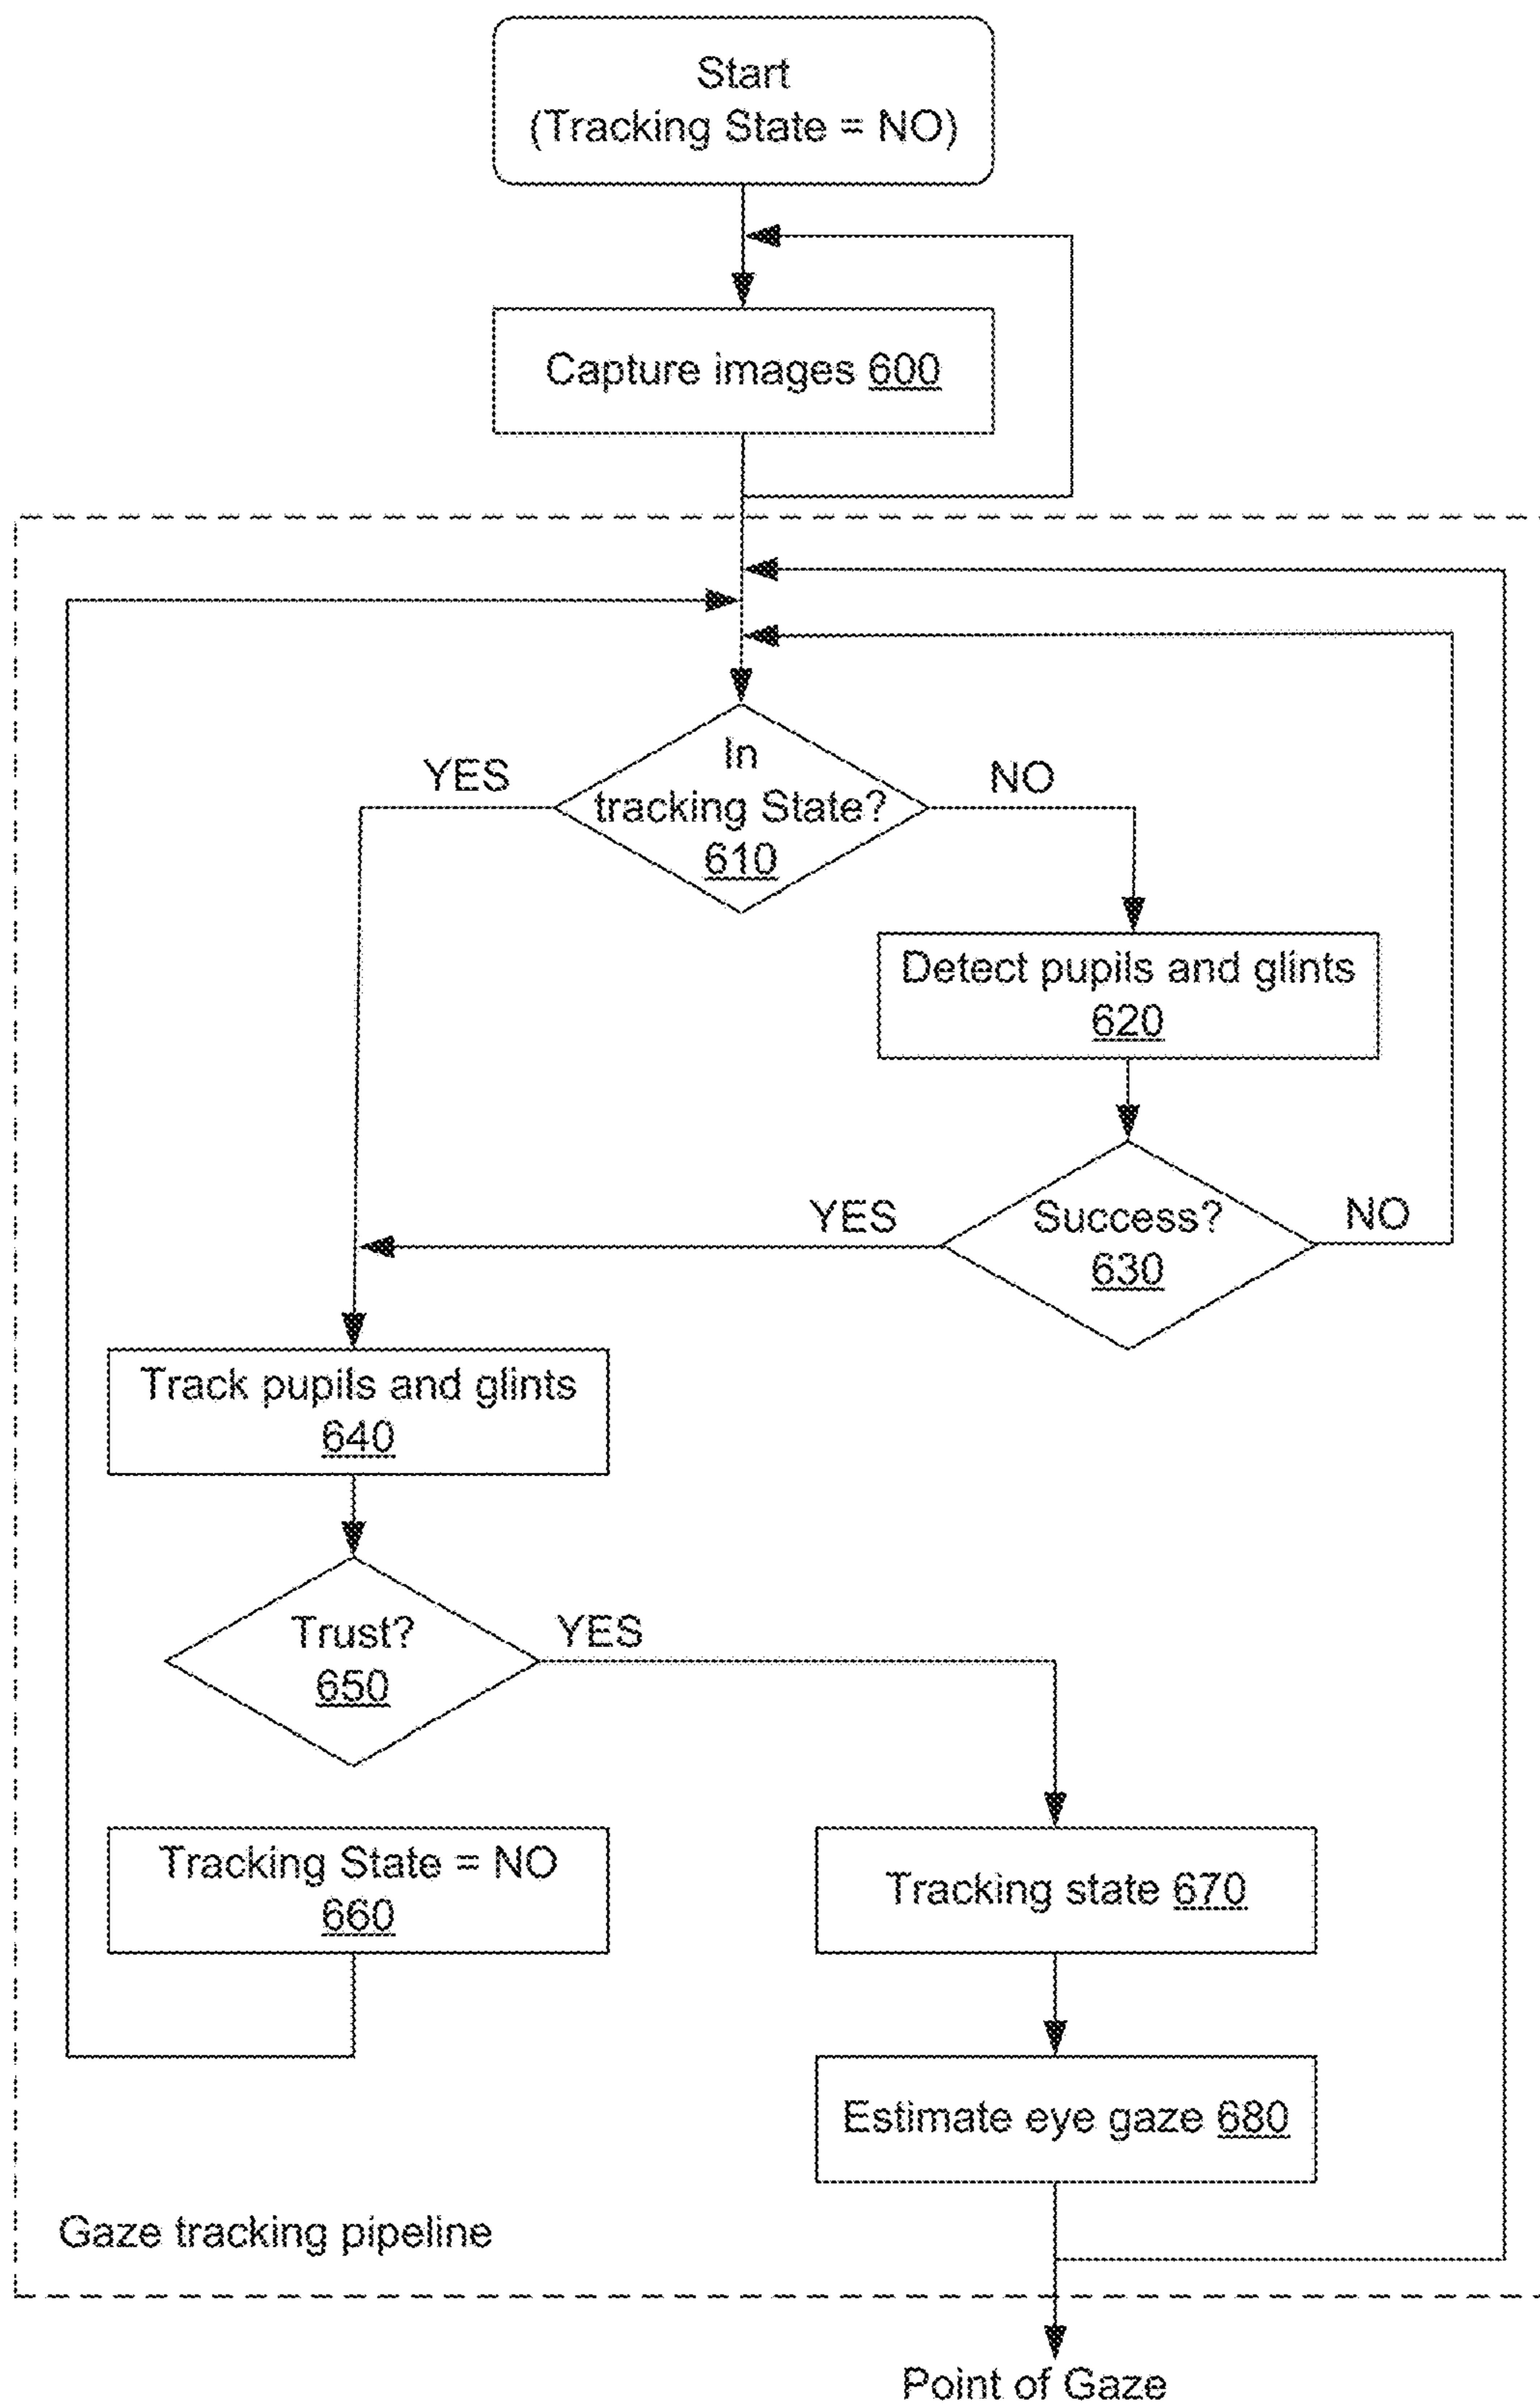 Start
(Tracking State = NO)
Capture images 600
In
tracking State?
610
YES
NO
Detect pupils and glints
620
Success?
630
YES
NO
Track pupils and glints
640
Trust?
650
YES
Tracking State = NO
660
Tracking state 670
Estimate eye gaze 680
Gaze tracking pipeline
Point of Gaze